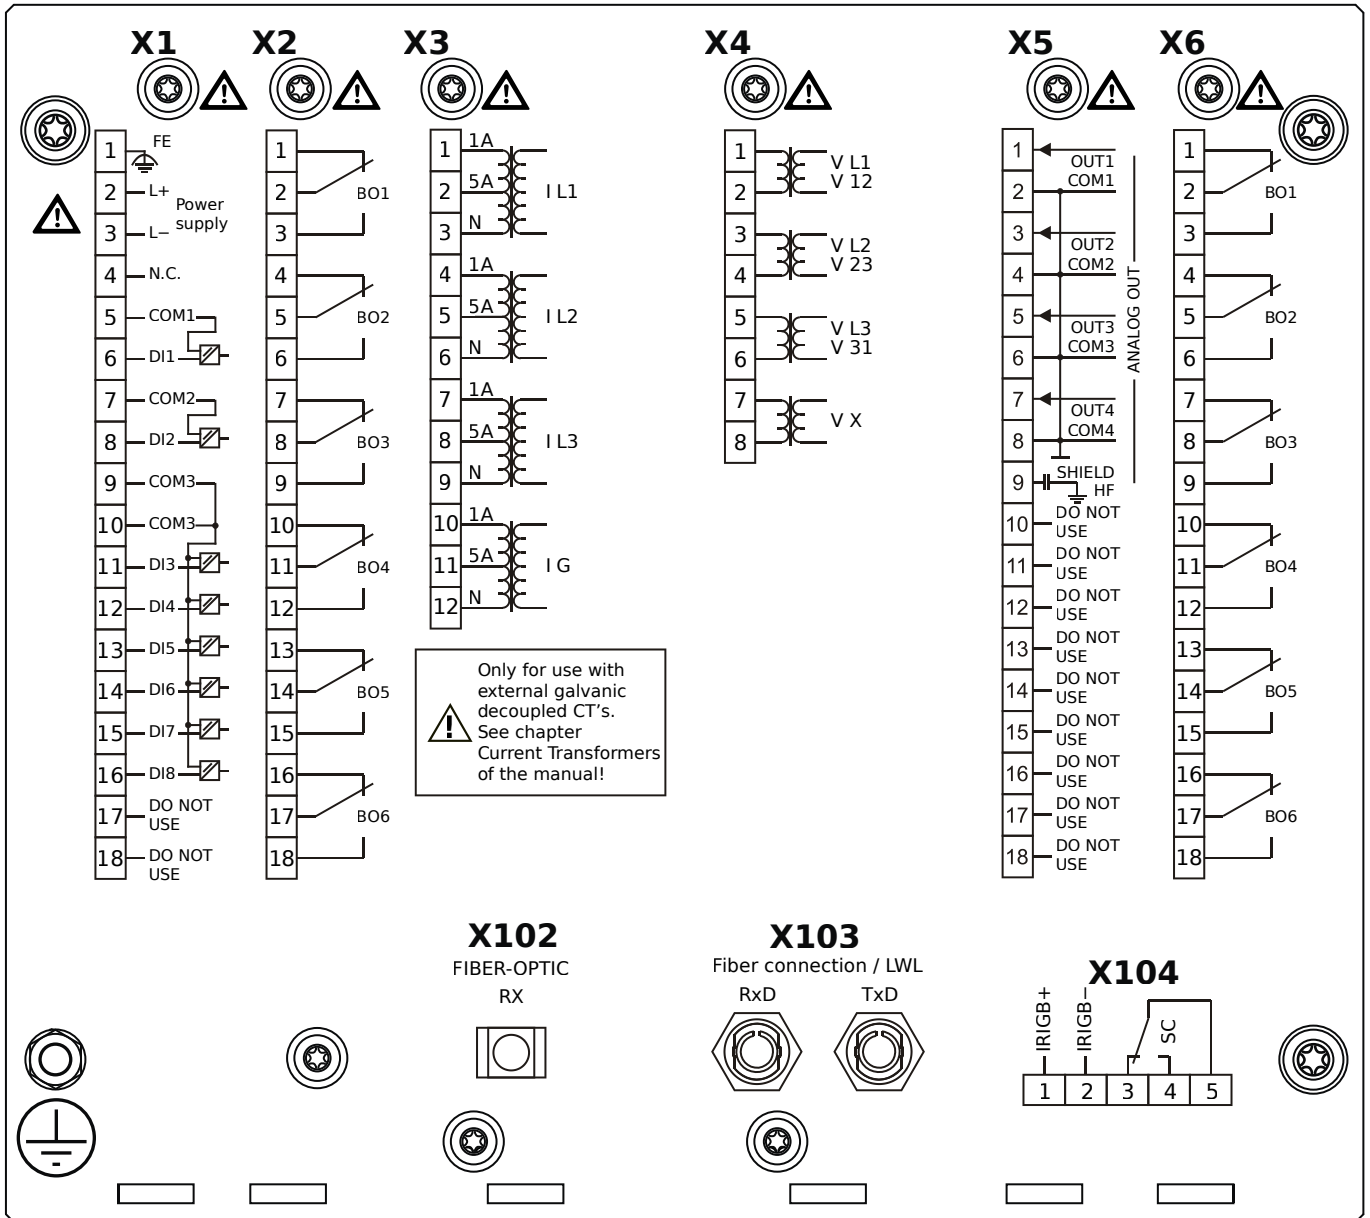 X1 X2 X3 X4 X5 X6
X1
1 FE
2 L+
Power
supply
3 L−
4 N.C.
5 COM1
6 DI1
7 COM2
8 DI2
9 COM3
10 COM3
11 DI3
12 DI4
13 DI5
14 DI6
15 DI7
16 DI8
17 DO NOT
USE
18 DO NOT
USE
1
2 BO1
3
4
5 BO2
6
7
8 BO3
9
10
11 BO4
12
13
14 BO5
15
16
17 BO6
18
1 1A
2 5A I L1
3 N
4 1A
5 5A I L2
6 N
7 1A
8 5A I L3
9 N
10 1A
11 5A I G
12 N
Only for use with
external galvanic
decoupled CT's.
See chapter
Current Transformers
of the manual!
1 V L1
2 V 12
3 V L2
4 V 23
5 V L3
6 V 31
7 V X
8
1 OUT1
2 COM1
3 OUT2
4 COM2
5 OUT3
6 COM3
7 OUT4
8 COM4
ANALOG OUT
9 SHIELD
HF
10 DO NOT
USE
11 DO NOT
USE
12 DO NOT
USE
13 DO NOT
USE
14 DO NOT
USE
15 DO NOT
USE
16 DO NOT
USE
17 DO NOT
USE
18 DO NOT
USE
1
2 BO1
3
4
5 BO2
6
7
8 BO3
9
10
11 BO4
12
13
14 BO5
15
16
17 BO6
18
X102
FIBER-OPTIC
RX
X103
Fiber connection / LWL
RxD TxD
X104
IRIGB+ IRIGB− SC
1 2 3 4 5